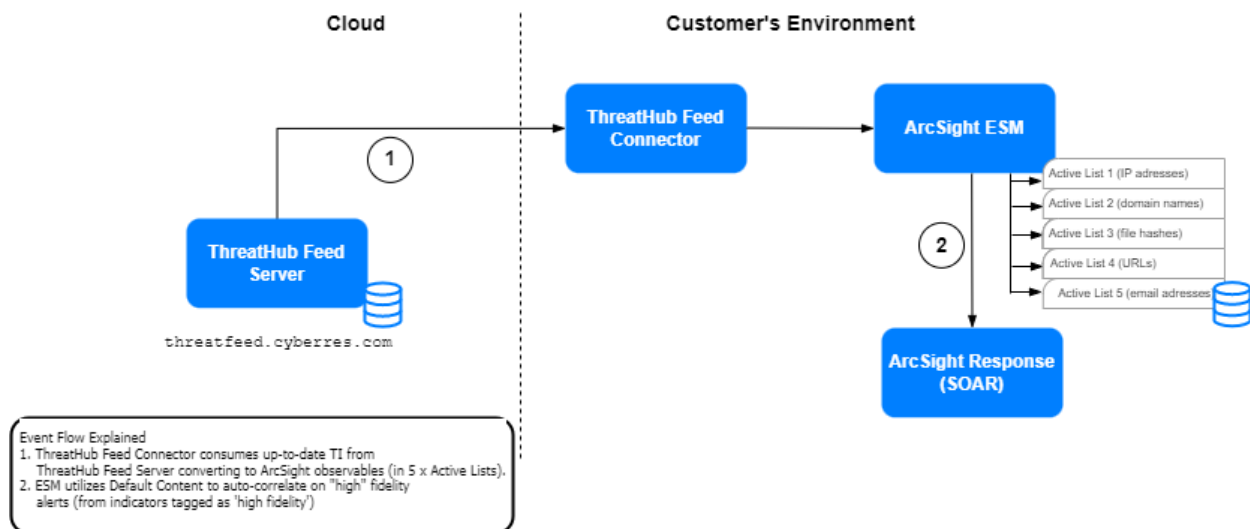 Cloud
Customer's Environment
ThreatHub Feed
Connector
ArcSight ESM
1
Active List 1 (IP adresses)
Active List 2 (domain names)
Active List 3 (file hashes)
Active List 4 (URLs)
Active List 5 (email adresses)
2
ThreatHub Feed
Server
threatfeed.cyberres.com
ArcSight Response
(SOAR)
Event Flow Explained
1. ThreatHub Feed Connector consumes up-to-date TI from
ThreatHub Feed Server converting to ArcSight observables (in 5 x Active Lists).
2. ESM utilizes Default Content to auto-correlate on "high" fidelity
alerts (from indicators tagged as 'high fidelity')